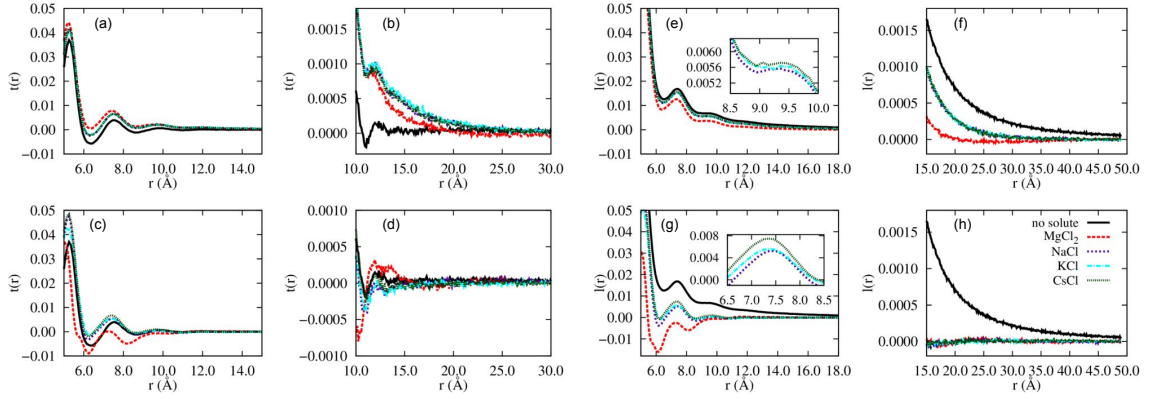 (a)
t(r)
0.05
0.04
0.03
0.02
0.01
0.00
−0.01
6.0 8.0 10.0 12.0 14.0
r (Å)
(b)
t(r)
0.0015
0.0010
0.0005
0.0000
10.0 15.0 20.0 25.0 30.0
r (Å)
(e)
l(r)
0.05
0.04
0.03
0.02
0.01
0.00
−0.01
0.0060
0.0056
0.0052
8.5 9.0 9.5 10.0
6.0 8.0 10.0 12.0 14.0 16.0 18.0
r (Å)
(f)
l(r)
0.0015
0.0010
0.0005
0.0000
15.0 20.0 25.0 30.0 35.0 40.0 45.0 50.0
r (Å)
(c)
t(r)
0.05
0.04
0.03
0.02
0.01
0.00
−0.01
6.0 8.0 10.0 12.0 14.0
r (Å)
(d)
t(r)
0.0010
0.0005
0.0000
−0.0005
−0.0010
10.0 15.0 20.0 25.0 30.0
r (Å)
(g)
l(r)
0.05
0.04
0.03
0.02
0.01
0.00
−0.01
0.008
0.004
0.000
6.5 7.0 7.5 8.0 8.5
6.0 8.0 10.0 12.0 14.0 16.0 18.0
r (Å)
(h)
l(r)
0.0015
0.0010
0.0005
0.0000
15.0 20.0 25.0 30.0 35.0 40.0 45.0 50.0
r (Å)
no solute
MgCl₂
NaCl
KCl
CsCl